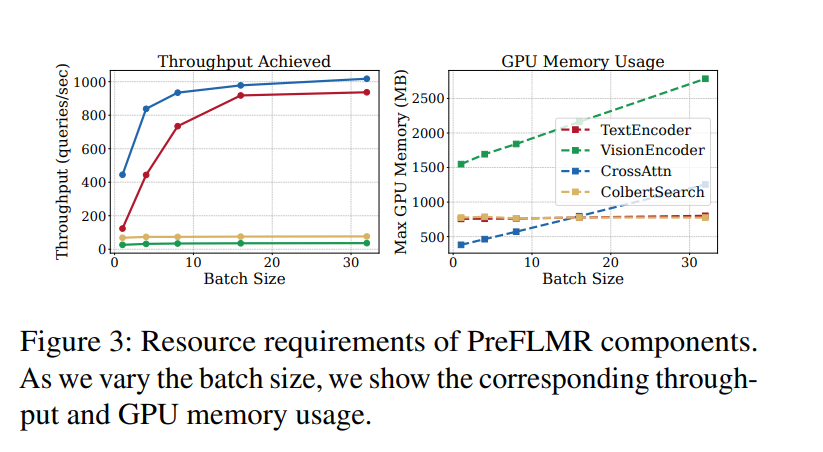 Throughput Achieved
Throughput (queries/sec)
1000
800
600
400
200
0
0 10 20 30
Batch Size
GPU Memory Usage
Max GPU Memory (MB)
2500
2000
1500
1000
500
TextEncoder
VisionEncoder
CrossAttn
ColbertSearch
0 10 20 30
Batch Size
Figure 3: Resource requirements of PreFLMR components.
As we vary the batch size, we show the corresponding through-
put and GPU memory usage.